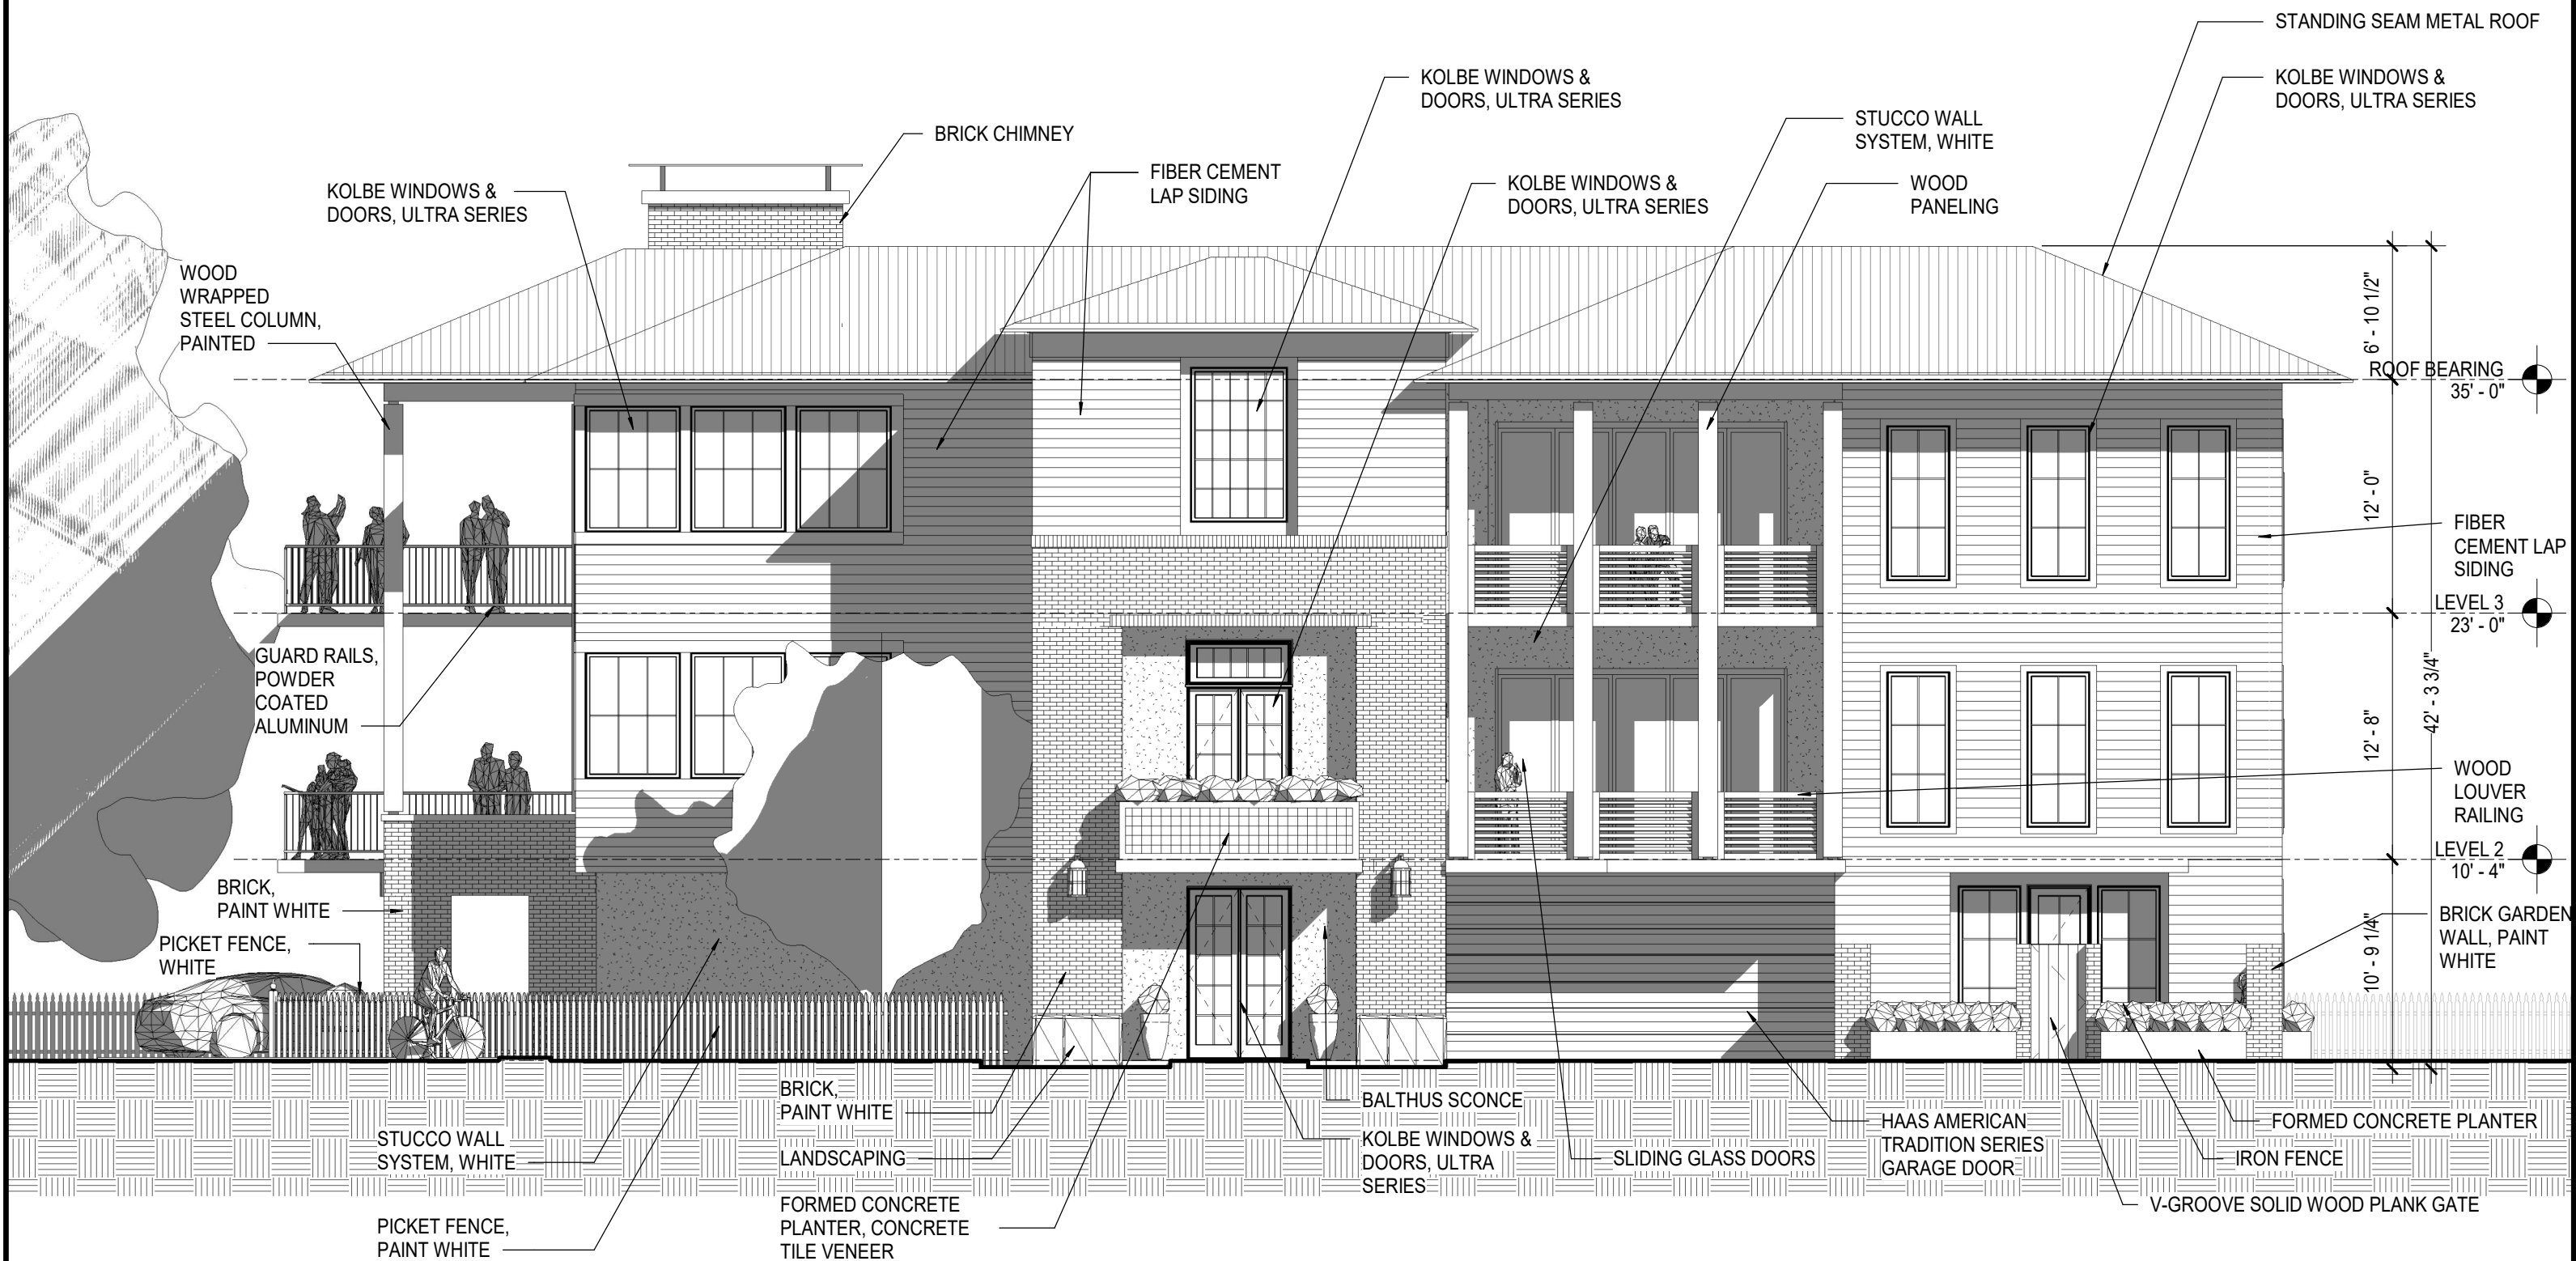 STANDING SEAM METAL ROOF
KOLBE WINDOWS &
DOORS, ULTRA SERIES
KOLBE WINDOWS &
DOORS, ULTRA SERIES
STUCCO WALL
SYSTEM, WHITE
BRICK CHIMNEY
FIBER CEMENT
LAP SIDING
KOLBE WINDOWS &
DOORS, ULTRA SERIES
WOOD
PANELING
KOLBE WINDOWS &
DOORS, ULTRA SERIES
WOOD
WRAPPED
STEEL COLUMN,
PAINTED
6' - 10 1/2"
ROOF BEARING
35' - 0"
12' - 0"
FIBER
CEMENT LAP
SIDING
LEVEL 3
23' - 0"
GUARD RAILS,
POWDER
COATED
ALUMINUM
42' - 3 3/4"
12' - 8"
WOOD
LOUVER
RAILING
LEVEL 2
10' - 4"
BRICK,
PAINT WHITE
BRICK GARDEN
WALL, PAINT
WHITE
PICKET FENCE,
WHITE
10' - 9 1/4"
BRICK,
PAINT WHITE
BALTHUS SCONCE
HAAS AMERICAN
TRADITION SERIES
GARAGE DOOR
FORMED CONCRETE PLANTER
STUCCO WALL
SYSTEM, WHITE
LANDSCAPING
KOLBE WINDOWS &
DOORS, ULTRA
SERIES
SLIDING GLASS DOORS
IRON FENCE
FORMED CONCRETE
PLANTER, CONCRETE
TILE VENEER
V-GROOVE SOLID WOOD PLANK GATE
PICKET FENCE,
PAINT WHITE